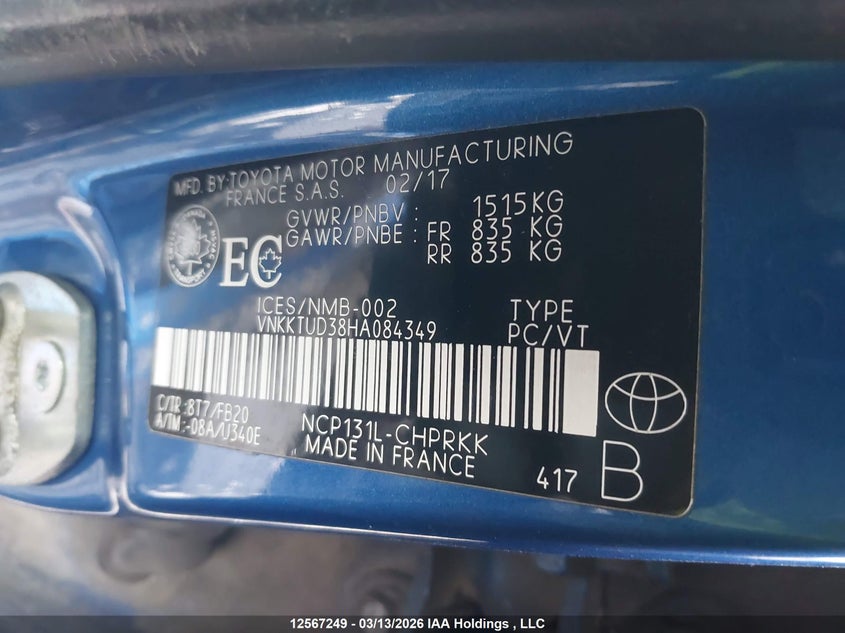 MFD. BY:TOYOTA MOTOR MANUFACTURING
FRANCE S.A.S. 02/17
GVWR/PNBV : 1515KG
GAWR/PNBE : FR 835 KG
RR 835 KG
EC
ICES/NMB-002 TYPE
VNKKTUD38HA084349 PC/VT
C/TR :8T7/FB20
A/TM :-08A/U340E
NCP131L-CHPRKK
MADE IN FRANCE
417 B
12567249 - 03/13/2026 IAA Holdings , LLC